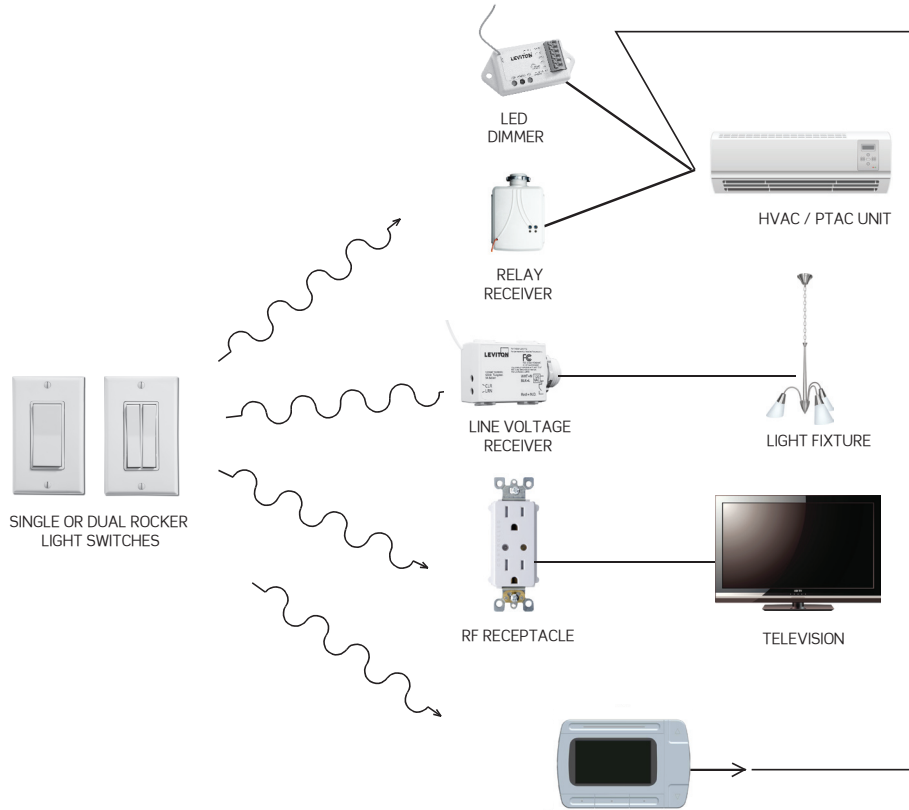 LEVITON
LED
DIMMER
HVAC / PTAC UNIT
RELAY
RECEIVER
LEVITON
FC
LINE VOLTAGE
RECEIVER
LIGHT FIXTURE
SINGLE OR DUAL ROCKER
LIGHT SWITCHES
RF RECEPTACLE
TELEVISION